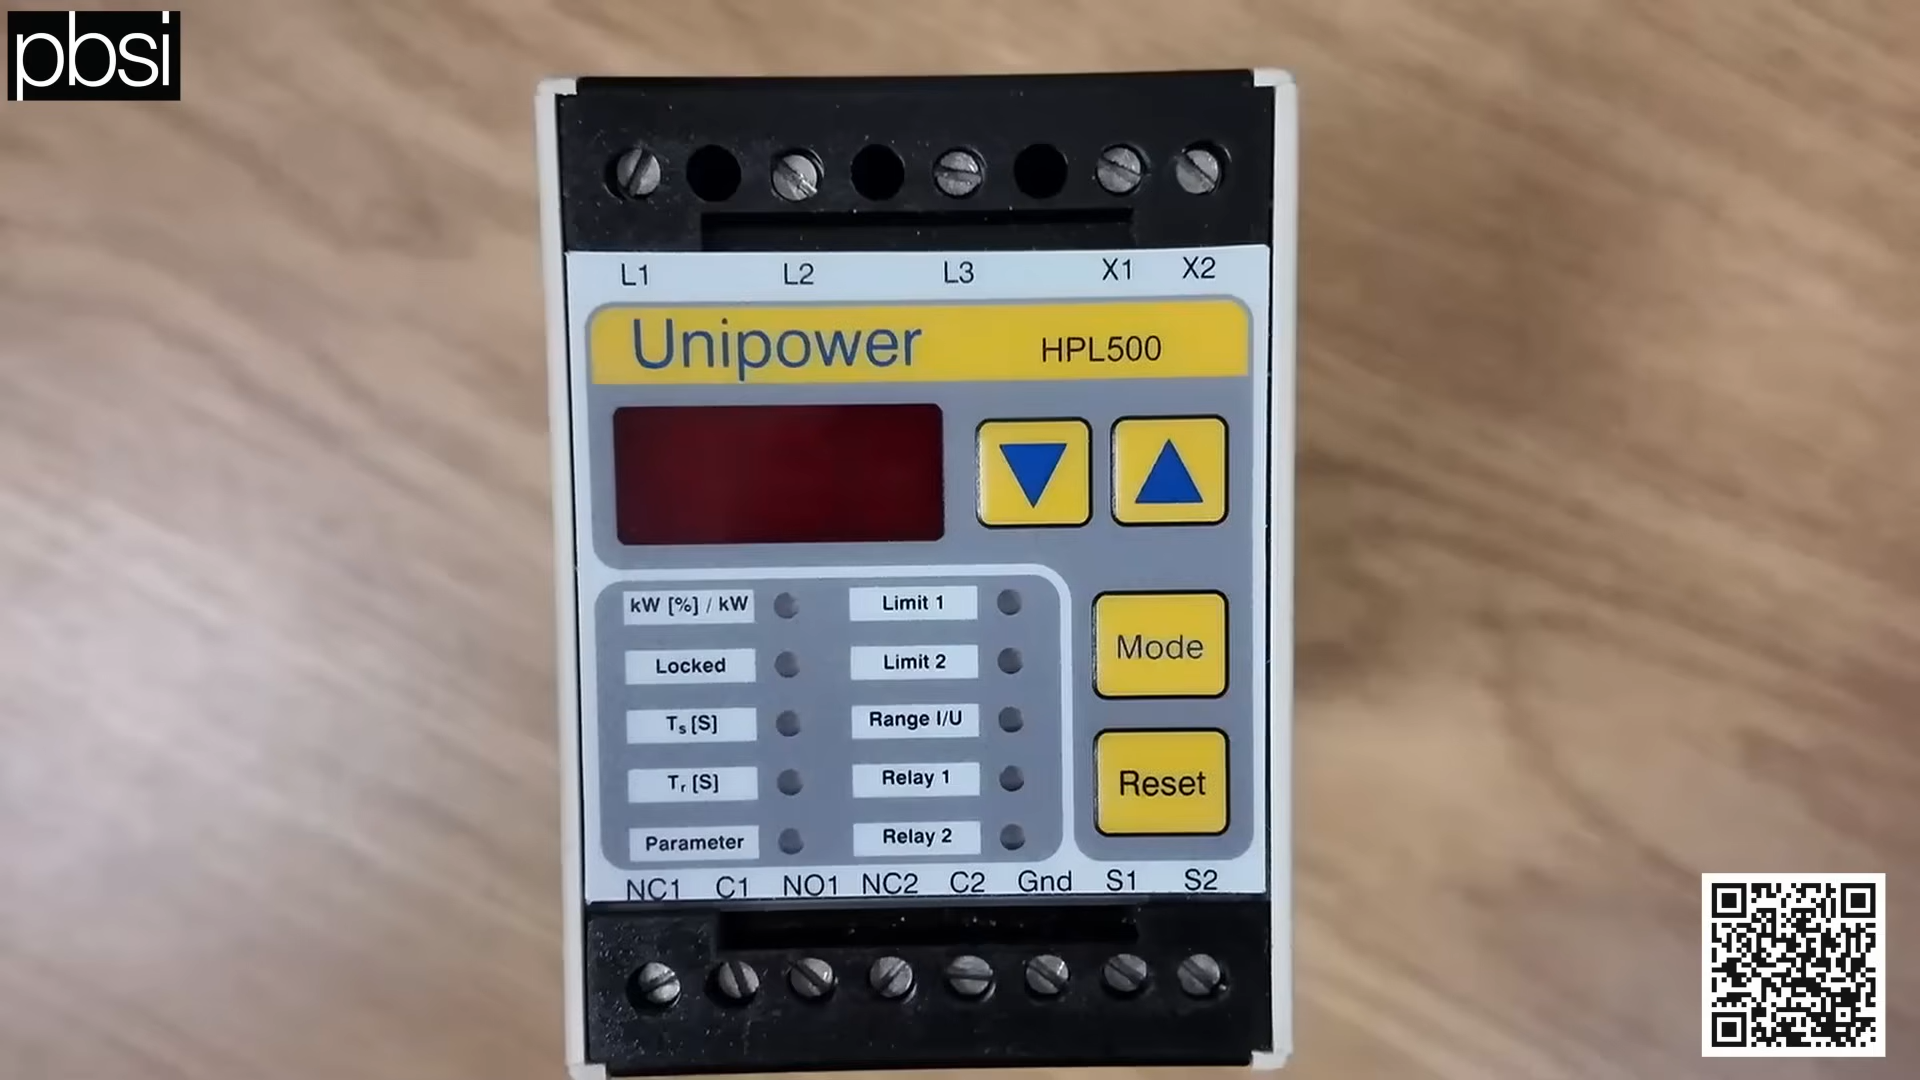 pbsi
L1 L2 L3 X1 X2
Unipower HPL500
kW [%] / kW Limit 1
Locked Limit 2
Mode
Ts [S] Range I/U
Tr [S] Relay 1
Reset
Parameter Relay 2
NC1 C1 NO1 NC2 C2 Gnd S1 S2